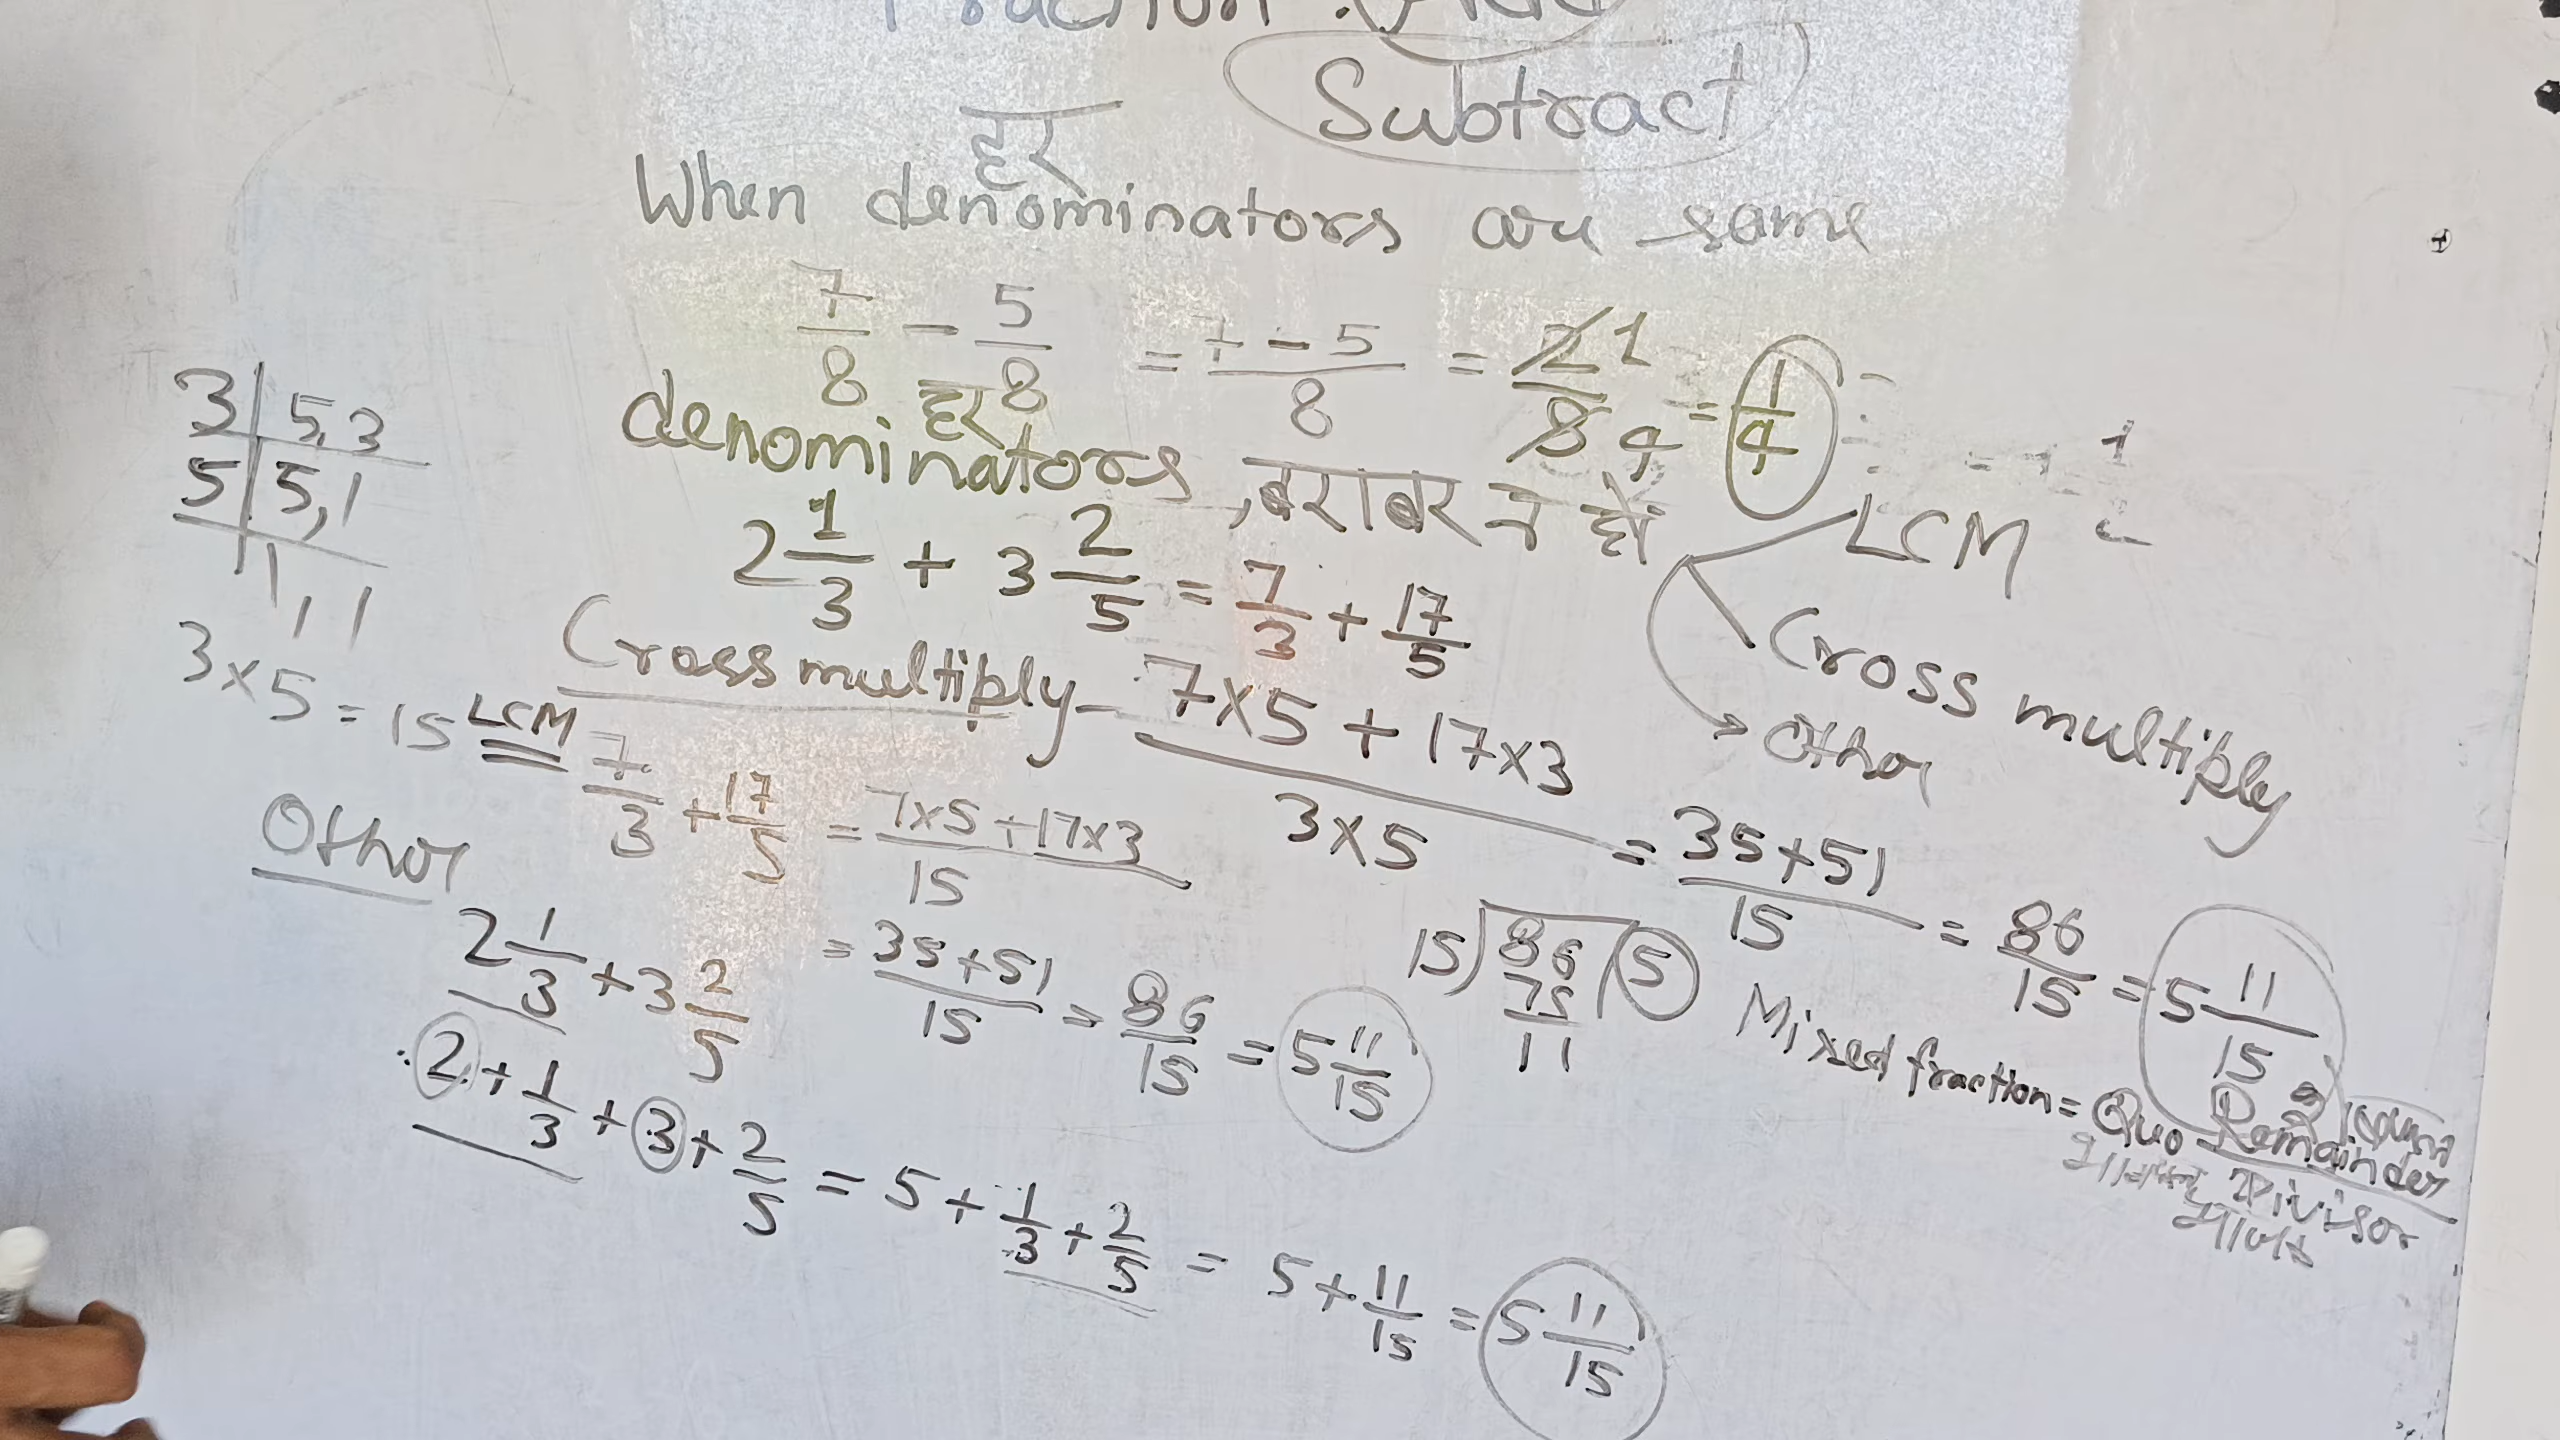 Fraction :
Subtract
हर
When denominators are same
7/8 - 5/8 = 7-5/8 = 2/8 1 4 = 1/4
हर
denominators, बराबर न हो
3 | 5,3
5 | 5,1
1, 1
3×5 = 15 LCM
2 1/3 + 3 2/5 = 7/3 + 17/5
LCM
Cross multiply
Other
Cross multiply - 7×5 + 17×3 / 3×5 = 35+51/15 = 86/15 = 5 11/15
7/3 + 17/5 = 7×5+17×3/15
= 35+51/15 = 86/15 = 5 11/15
15)86(5
75
11
Mixed fraction = Quo Remainder/Divisor
Other
2 1/3 + 3 2/5
2 + 1/3 + 3 + 2/5 = 5 + 1/3 + 2/5 = 5 + 11/15 = 5 11/15